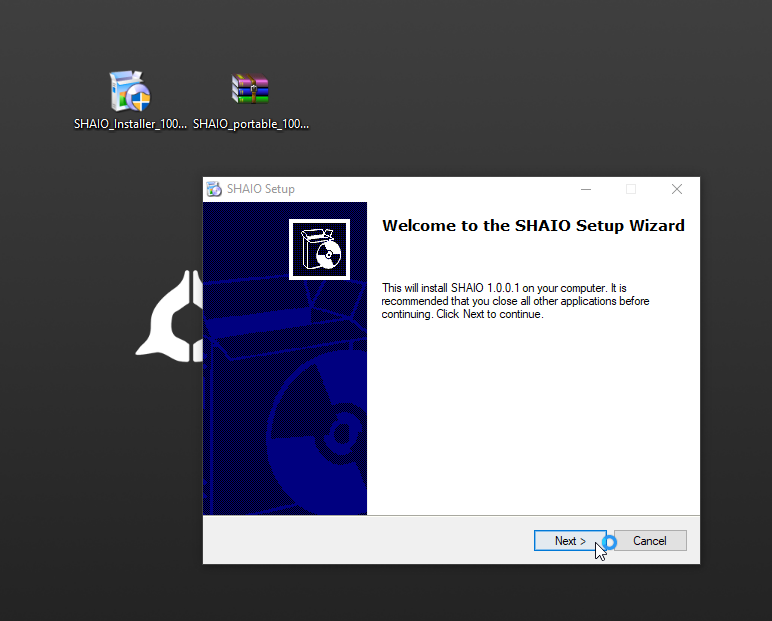 SHAIO_Installer_100...
SHAIO_portable_100...
SHAIO Setup
Welcome to the SHAIO Setup Wizard
This will install SHAIO 1.0.0.1 on your computer. It is
recommended that you close all other applications before
continuing. Click Next to continue.
Next >
Cancel